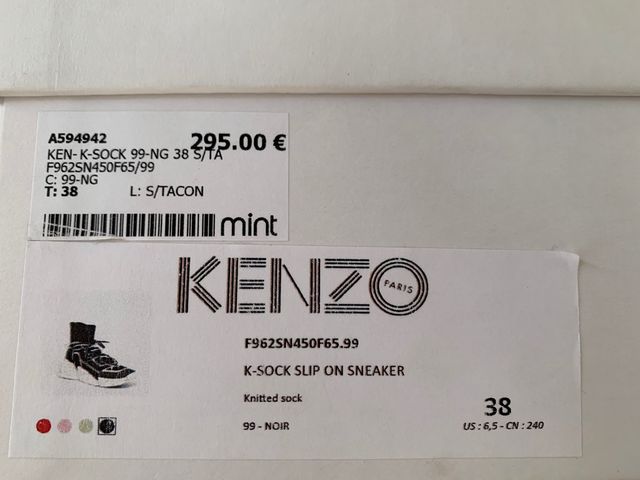 A594942
295.00 €
KEN- K-SOCK 99-NG 38 S/TA
F962SN450F65/99
C: 99-NG
T: 38 L: S/TACON
mint
KENZO
PARIS
F962SN450F65.99
K-SOCK SLIP ON SNEAKER
Knitted sock
99 - NOIR
38
US : 6,5 - CN : 240